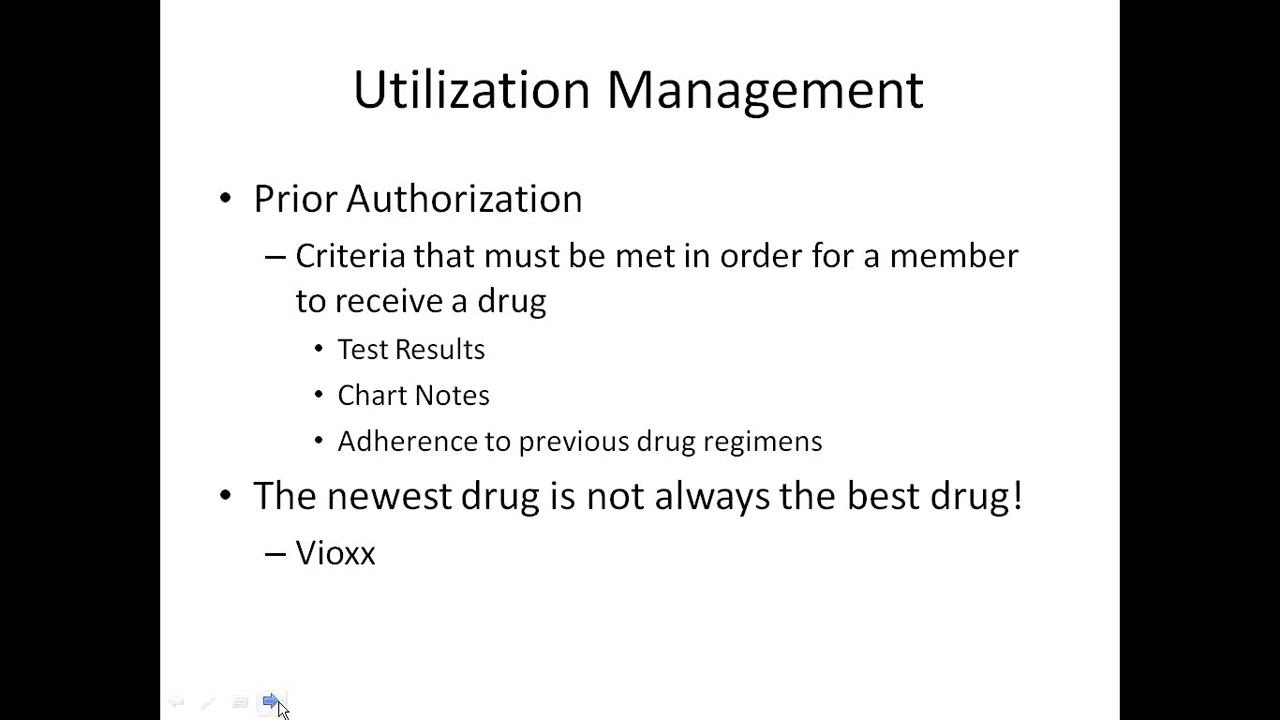 Utilization Management
• Prior Authorization
– Criteria that must be met in order for a member
to receive a drug
• Test Results
• Chart Notes
• Adherence to previous drug regimens
• The newest drug is not always the best drug!
– Vioxx